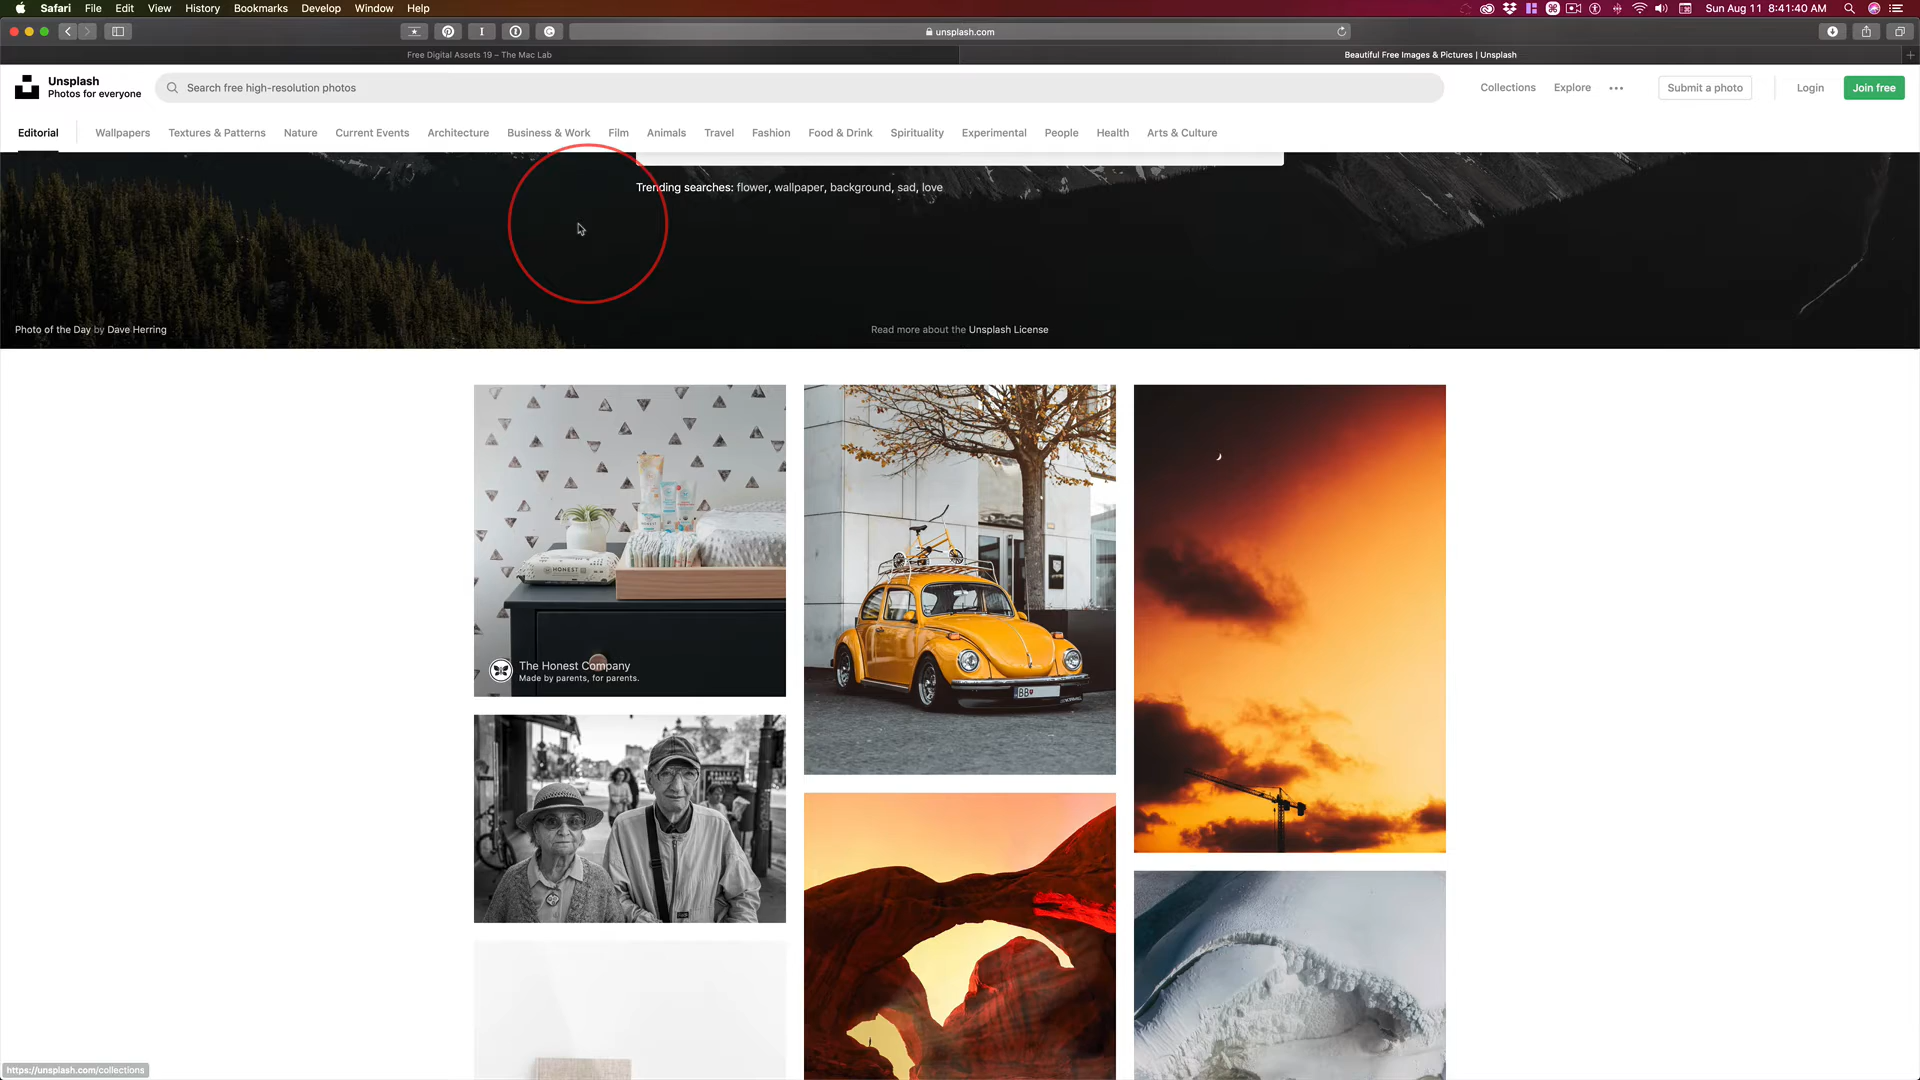 Safari File Edit View History Bookmarks Develop Window Help
Sun Aug 11 8:41:40 AM
unsplash.com
Free Digital Assets 19 – The Mac Lab
Beautiful Free Images & Pictures | Unsplash
Unsplash
Photos for everyone
Search free high-resolution photos
Collections Explore
Submit a photo
Login
Join free
Editorial Wallpapers Textures & Patterns Nature Current Events Architecture Business & Work Film Animals Travel Fashion Food & Drink Spirituality Experimental People Health Arts & Culture
Trending searches: flower, wallpaper, background, sad, love
Photo of the Day by Dave Herring
Read more about the Unsplash License
HONEST
The Honest Company
Made by parents, for parents.
BB
https://unsplash.com/collections